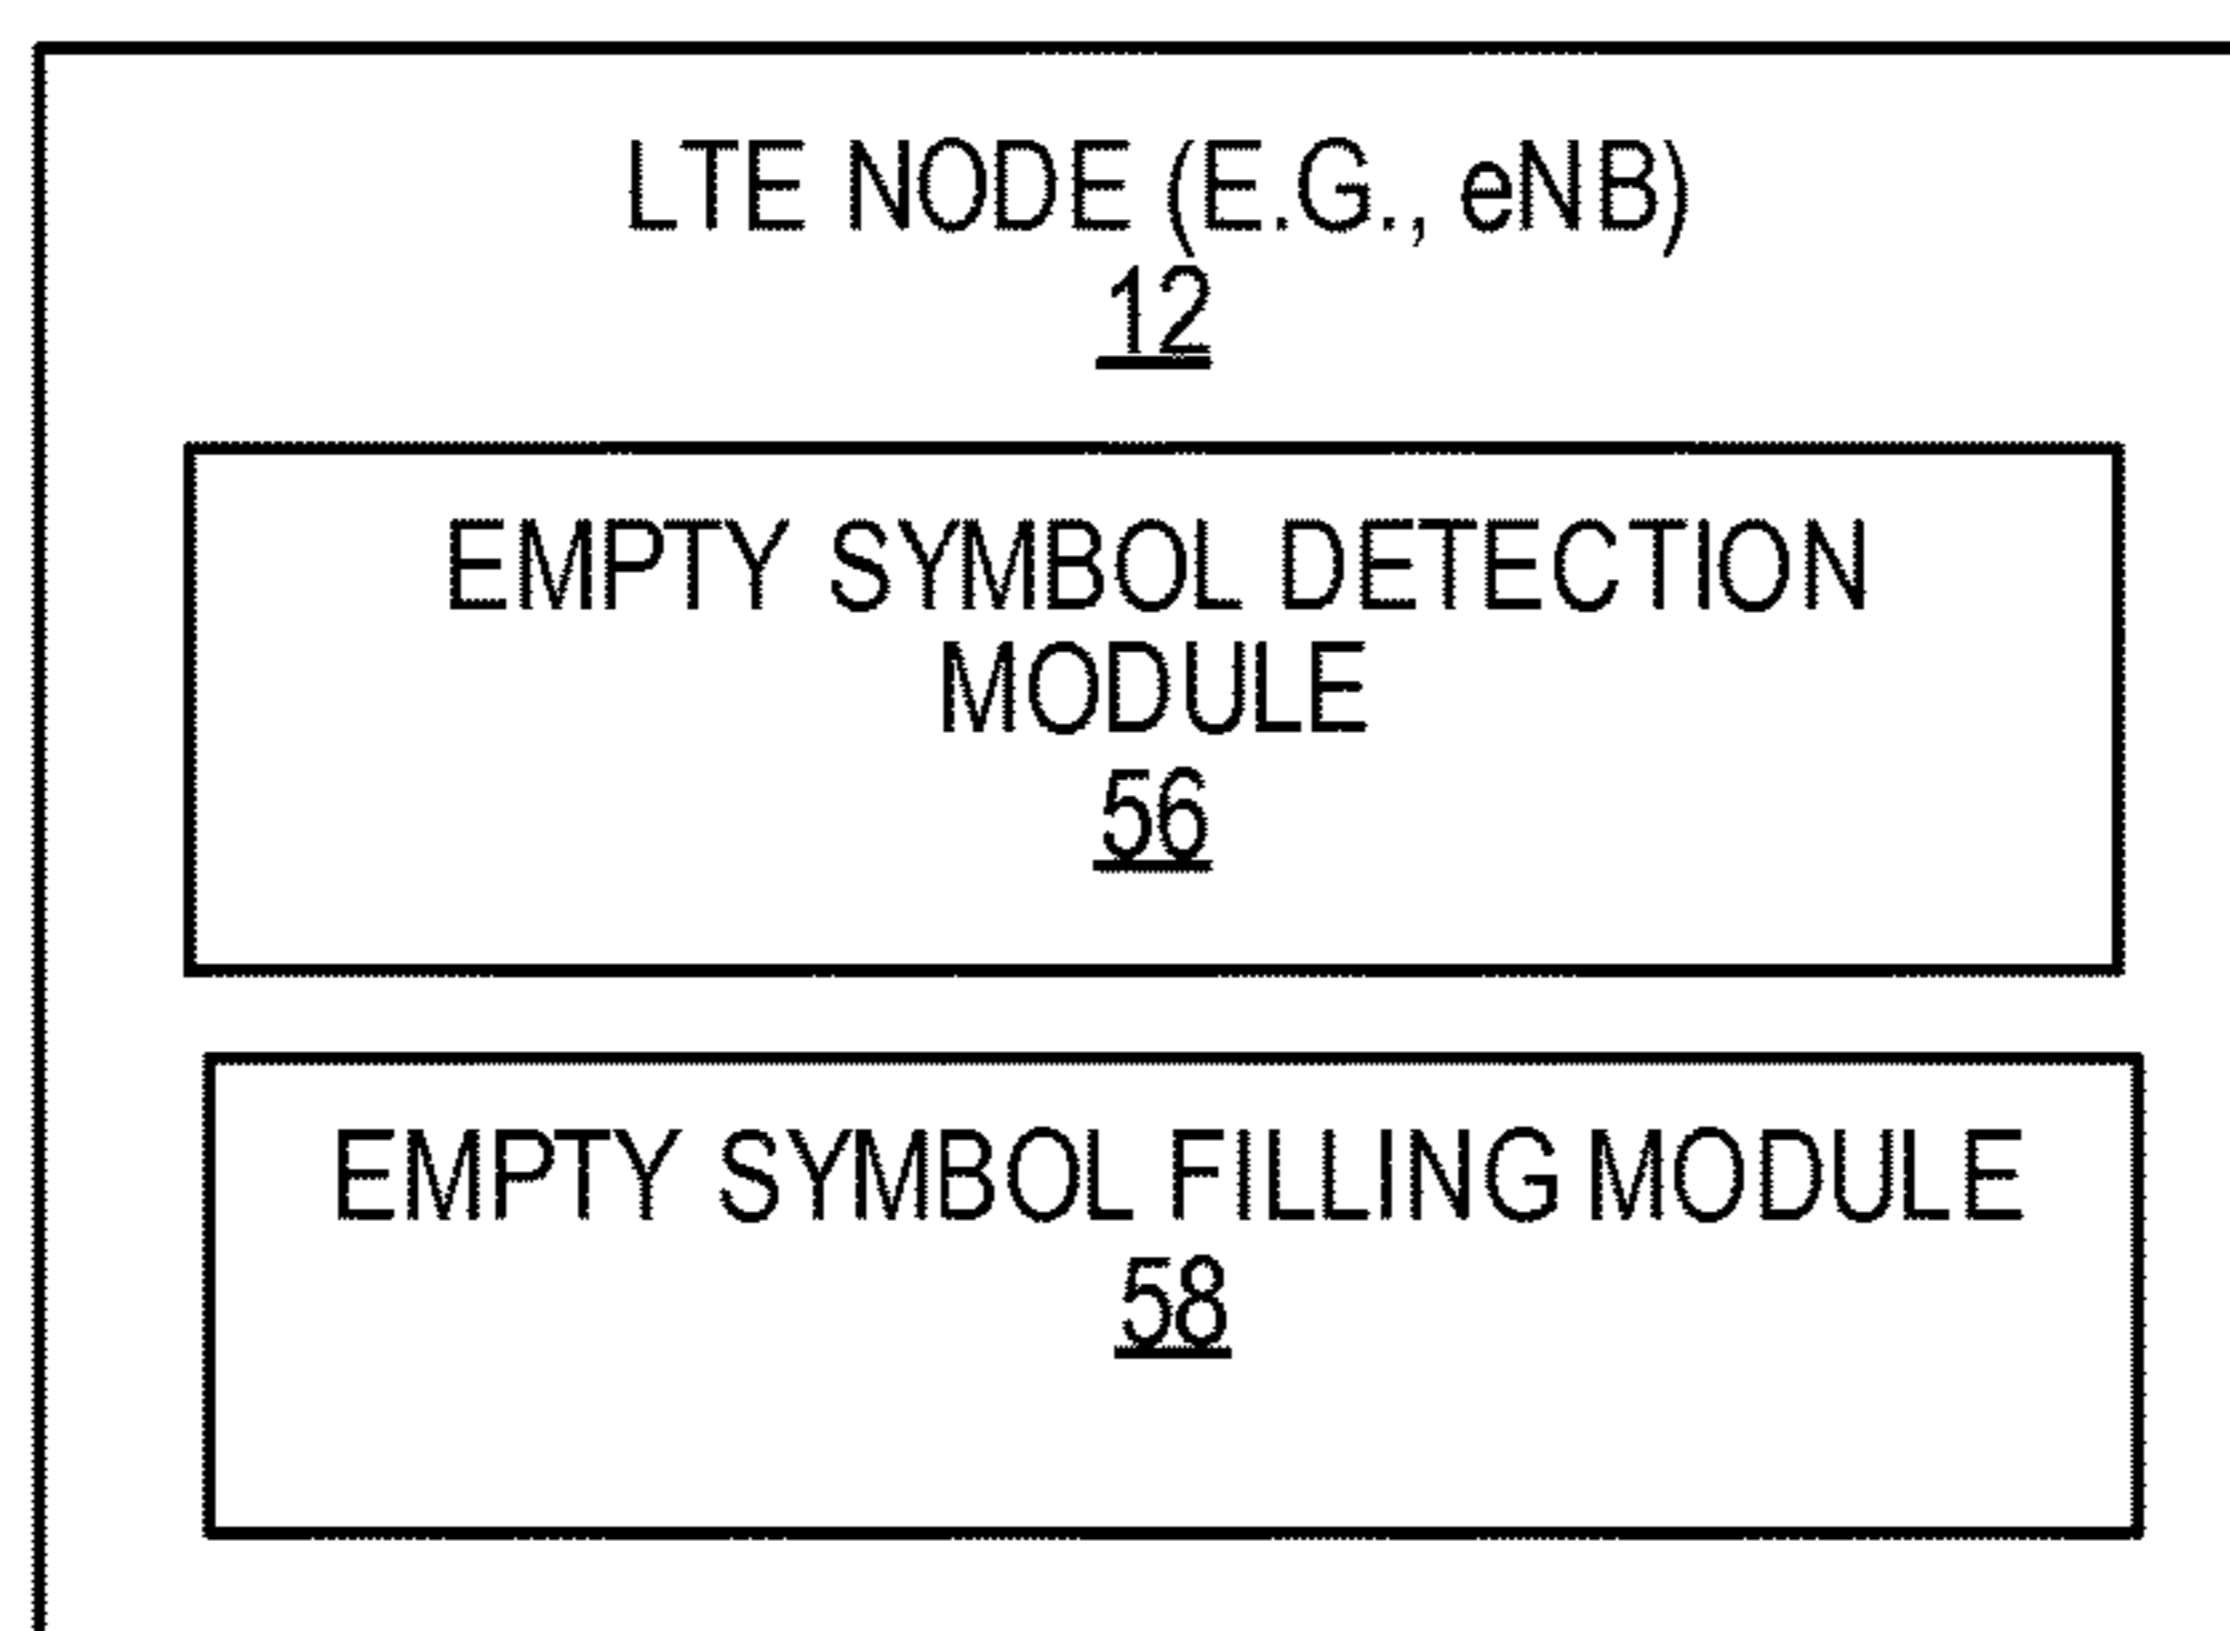 LTE NODE (E.G., eNB)
12
EMPTY SYMBOL DETECTION
MODULE
56
EMPTY SYMBOL FILLING MODULE
58